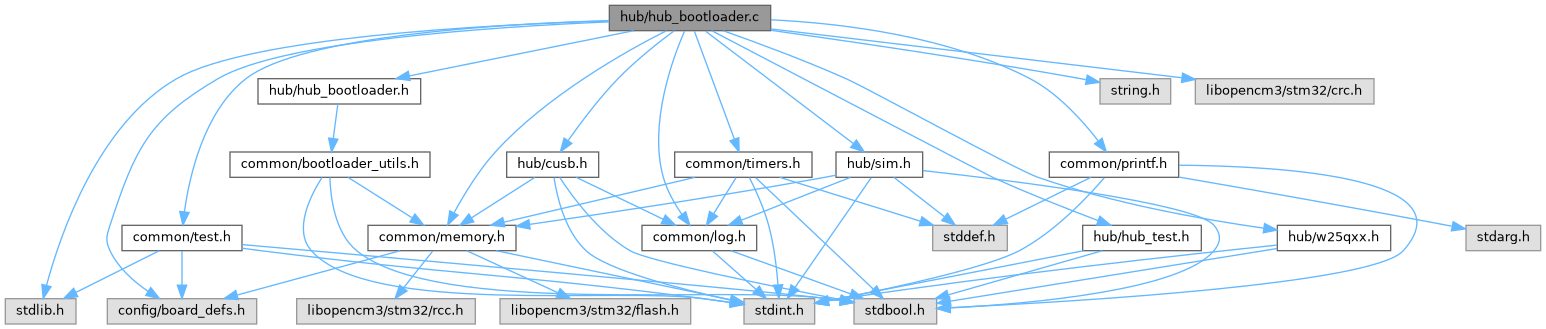 hub/hub_bootloader.c
hub/hub_bootloader.h
string.h
libopencm3/stm32/crc.h
common/bootloader_utils.h
hub/cusb.h
common/timers.h
hub/sim.h
common/printf.h
common/test.h
common/memory.h
common/log.h
stddef.h
hub/hub_test.h
hub/w25qxx.h
stdarg.h
stdlib.h
config/board_defs.h
libopencm3/stm32/rcc.h
libopencm3/stm32/flash.h
stdint.h
stdbool.h